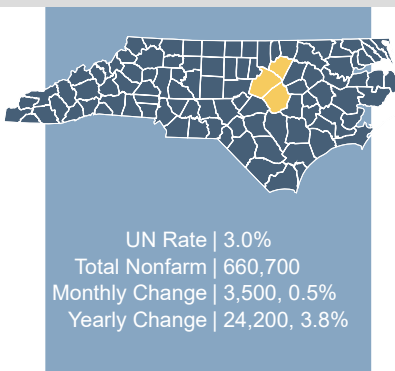 UN Rate | 3.0%
Total Nonfarm | 660,700
Monthly Change | 3,500, 0.5%
Yearly Change | 24,200, 3.8%